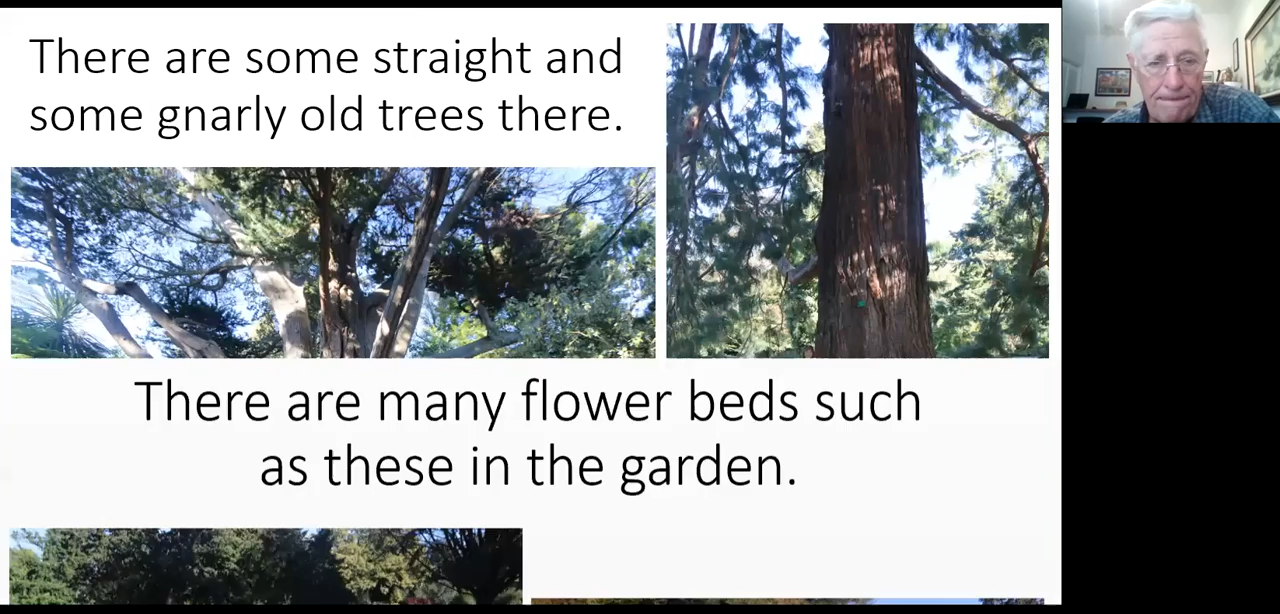 There are some straight and
some gnarly old trees there.
There are many flower beds such
as these in the garden.